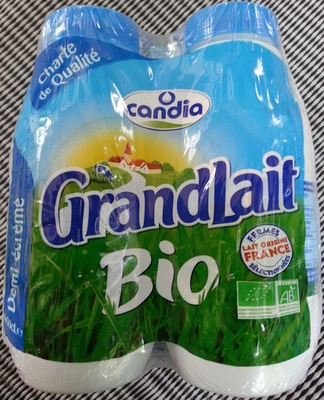 Charte
de Qualité
candia
GRANDLAIT
Bio
FERMES
LAIT ORIGINE
FRANCE
SÉLECTIONNÉES
Demi-écrémé
AB